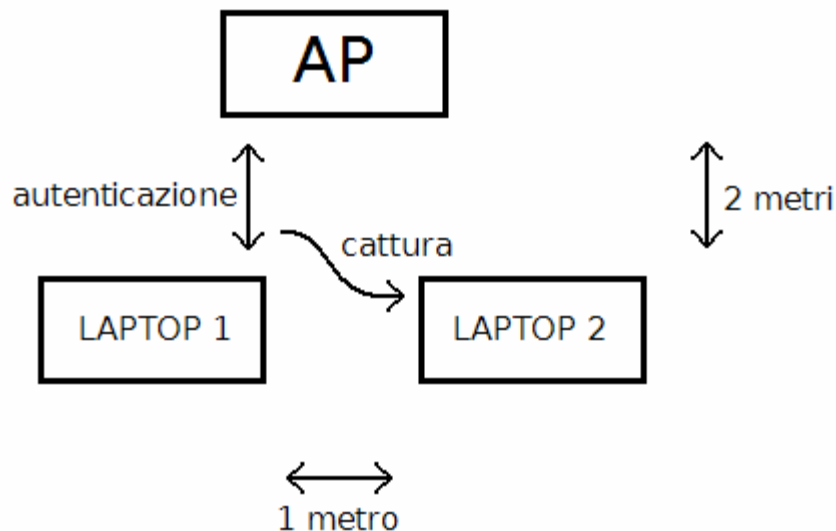 AP
autenticazione
2 metri
cattura
LAPTOP 1
LAPTOP 2
1 metro